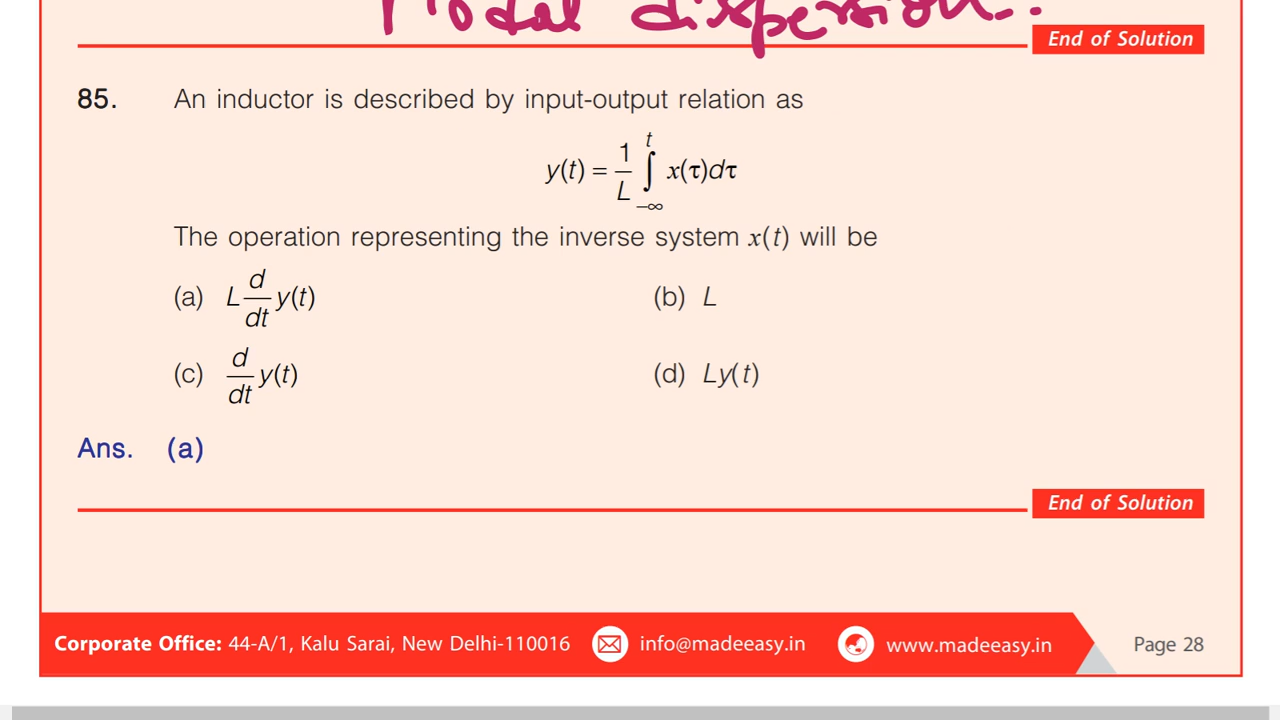 Modal dispersion..
End of Solution
85. An inductor is described by input-output relation as
y(t) = 1/L ∫_{-∞}^{t} x(τ)dτ
The operation representing the inverse system x(t) will be
(a) L d/dt y(t) (b) L
(c) d/dt y(t) (d) Ly(t)
Ans. (a)
End of Solution
Corporate Office: 44-A/1, Kalu Sarai, New Delhi-110016 info@madeeasy.in www.madeeasy.in Page 28